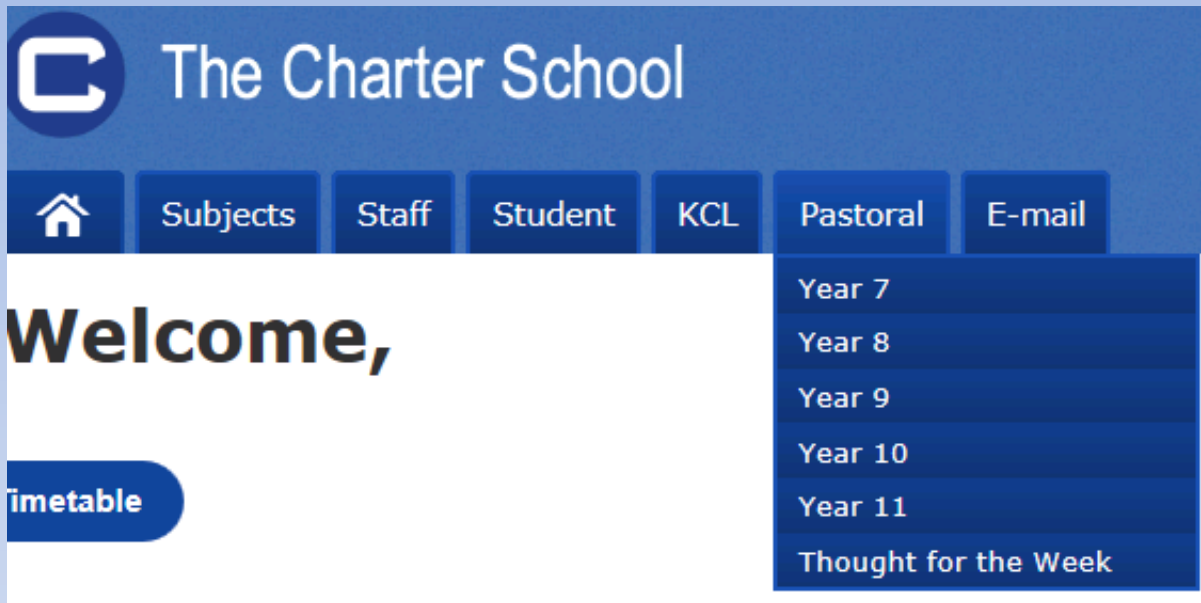 C The Charter School
Subjects Staff Student KCL Pastoral E-mail
Year 7
Welcome,
Year 8
Year 9
Year 10
Timetable
Year 11
Thought for the Week